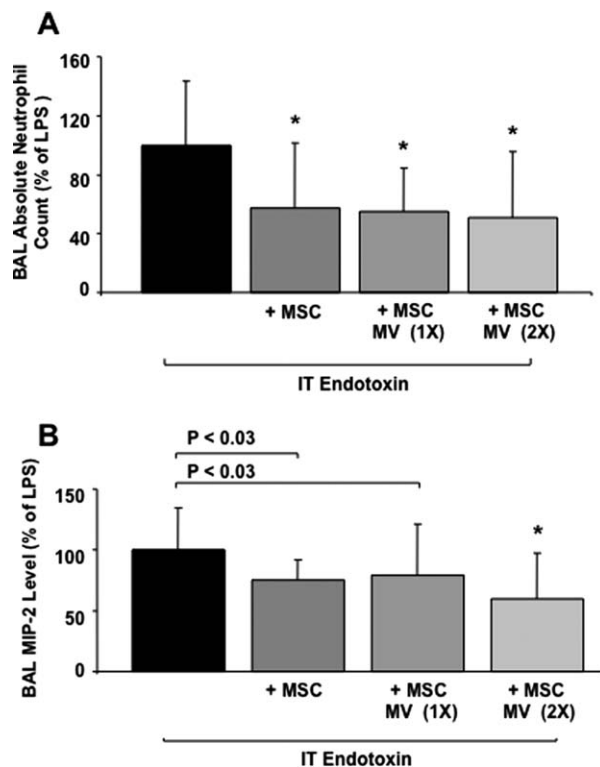 A
BAL Absolute Neutrophil
Count (% of LPS)
160
120
80
40
0
*
*
*
+ MSC
+ MSC
MV (1X)
+ MSC
MV (2X)
IT Endotoxin
B
P < 0.03
P < 0.03
BAL MIP-2 Level (% of LPS)
150
100
50
0
*
+ MSC
+ MSC
MV (1X)
+ MSC
MV (2X)
IT Endotoxin